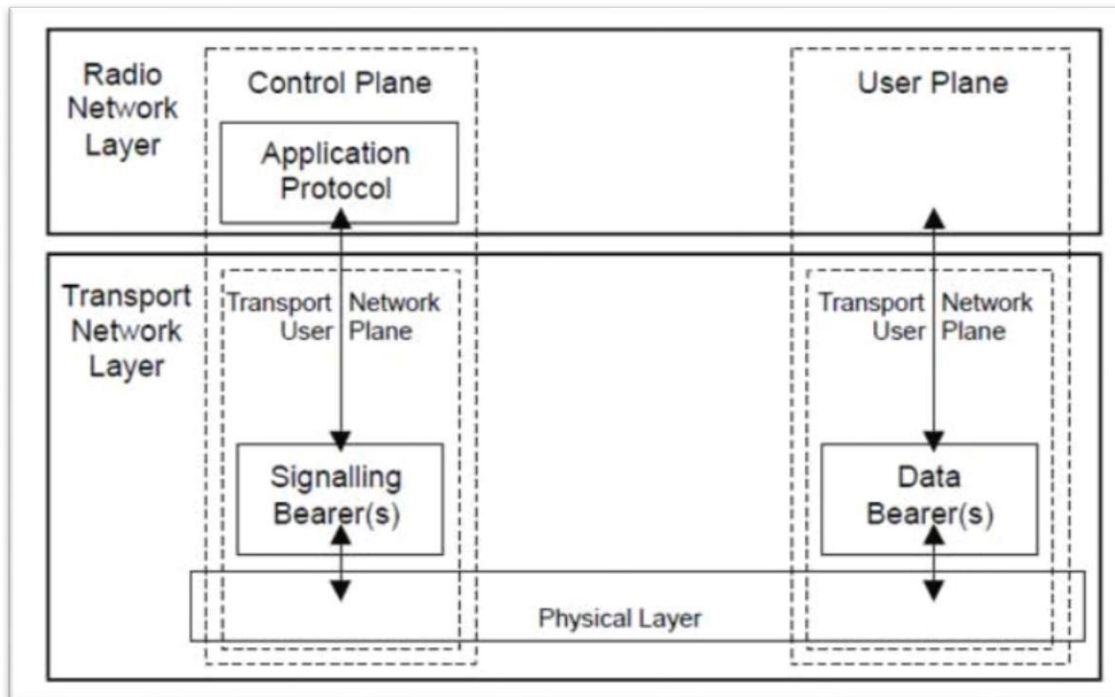 Radio
Network
Layer
Control Plane
User Plane
Application
Protocol
Transport
Network
Layer
Transport Network
User Plane
Transport Network
User Plane
Signalling
Bearer(s)
Data
Bearer(s)
Physical Layer